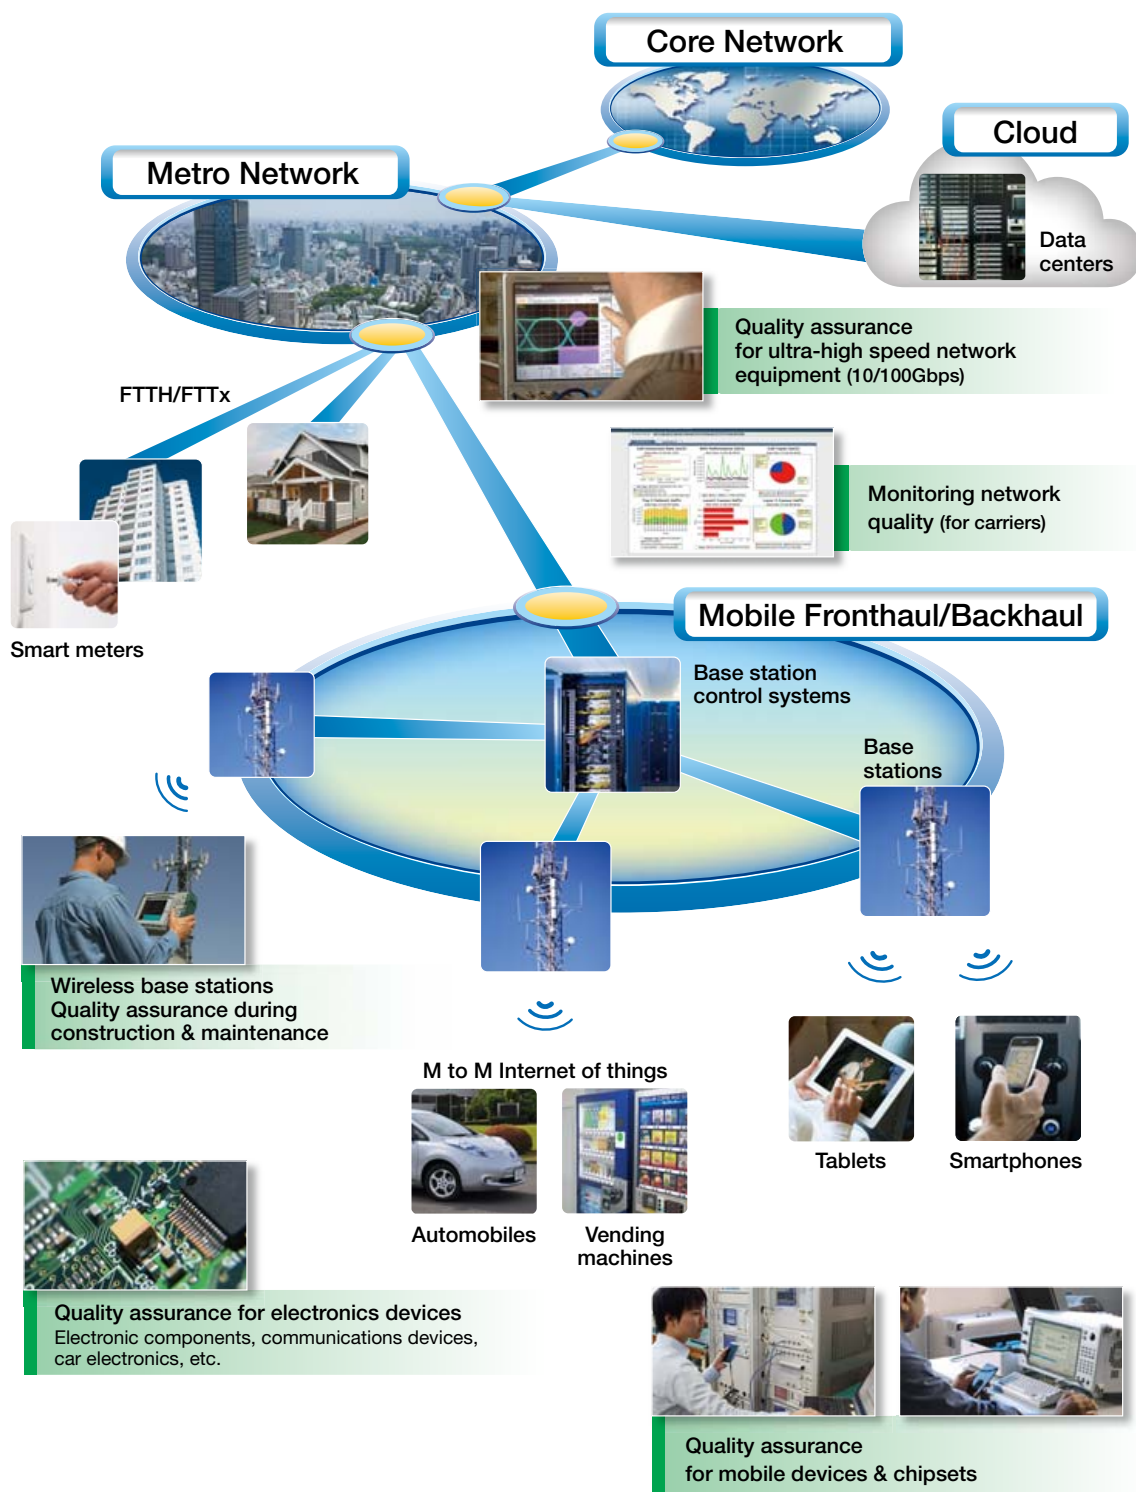 Core Network
Cloud
Metro Network
Data
centers
Quality assurance
for ultra-high speed network
equipment (10/100Gbps)
FTTH/FTTx
Monitoring network
quality (for carriers)
Smart meters
Mobile Fronthaul/Backhaul
Base station
control systems
Base
stations
Wireless base stations
Quality assurance during
construction & maintenance
M to M Internet of things
Tablets
Smartphones
Automobiles
Vending
machines
Quality assurance for electronics devices
Electronic components, communications devices,
car electronics, etc.
Quality assurance
for mobile devices & chipsets